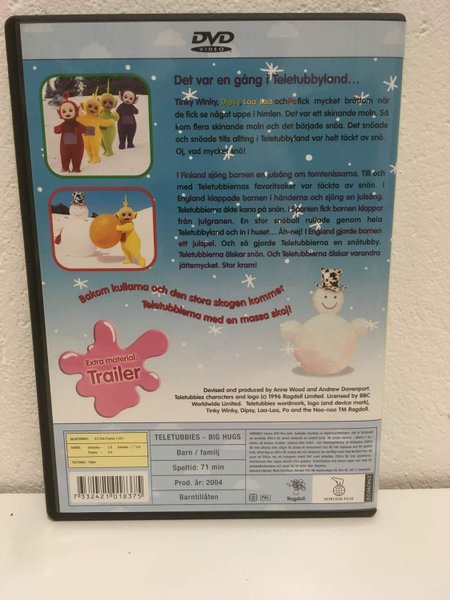 DVD
VIDEO
Det var en gång i Teletubbyland...
Tinky Winky, Dipsy Laa-Laa och Po fick mycket bråttom när
de fick se något uppe i himlen. Det var ett skinande moln. Så
kom flera skinande moln och det började snöa. Det snöade
och snöade tills allting i Teletubbyland var helt täckt av snö.
Oj, vad mycket snö!
I Finland sjöng barnen en julsång om tomtenissarna. Till och
med Teletubbiernas favoritsaker var täckta av snön. I
England klappade barnen i händerna och sjöng en julsång.
Teletubbierna åkte kana på snön. I Spanien fick barnen klappar
från julgranen. En stor snöboll rullade genom hela
Teletubbyland och in i huset... Åh-nej! I England gjorde barnen
ett julspel. Och så gjorde Teletubbierna en snötubby.
Teletubbierna älskar snön. Och Teletubbierna älskar varandra
jättemycket. Stor kram!
Bakom kullarna och den stora skogen kommer
Teletubbierna med en massa skoj!
Extra material:
Trailer
Devised and produced by Anne Wood and Andrew Davenport.
Teletubbies characters and logo (c) 1996 Ragdoll Limited. Licensed by BBC
Worldwide Limited. Teletubbies wordmark, logo (and device mark),
Tinky Winky, Dipsy, Laa-Laa, Po and the Noo-noo TM Ragdoll.
TELETUBBIES - BIG HUGS
Barn / familj
Speltid: 71 min
Prod. år: 2004
Barntillåten
7 332421 018375
PAL
Ragdoll
NORDISK FILM
EGMONT